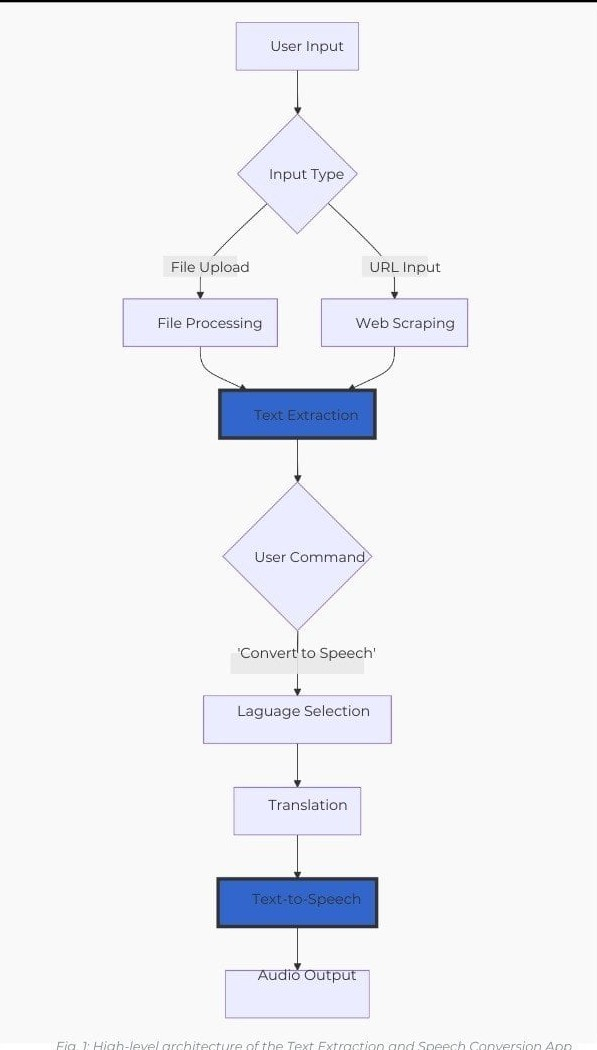 User Input
Input Type
File Upload
URL Input
File Processing
Web Scraping
Text Extraction
User Command
'Convert to Speech'
Laguage Selection
Translation
Text-to-Speech
Audio Output
Fig. 1: High-level architecture of the Text Extraction and Speech Conversion App